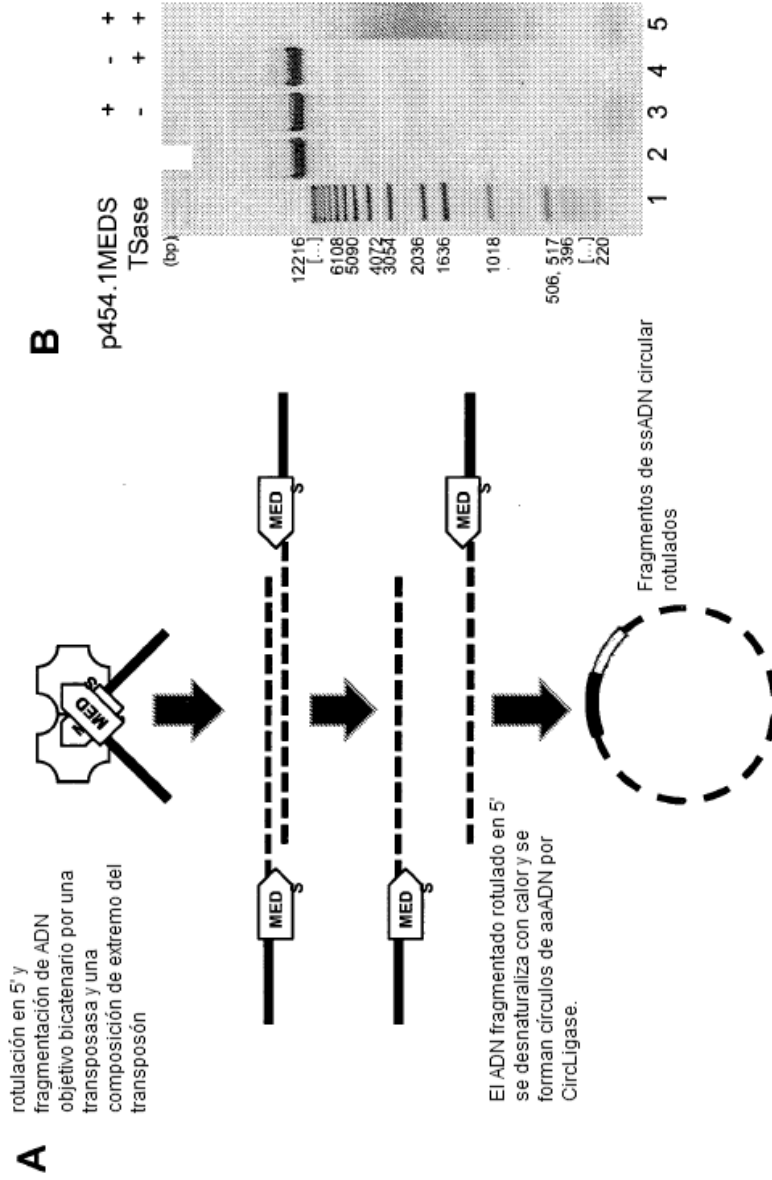 A
rotulación en 5' y
fragmentación de ADN
objetivo bicatenario por una
transposasa y una
composición de extremo del
transposón
MED
S
MED
S
MED
S
MED
S
MED
S
El ADN fragmentado rotulado en 5'
se desnaturaliza con calor y se
forman círculos de aaADN por
CircLigase.
Fragmentos de ssADN circular
rotulados
B
p454.1MEDS + - +
TSase - + +
(bp)
12216
[...]
6108
5090
4072
3054
2036
1636
1018
506, 517
396
[...]
220
1 2 3 4 5